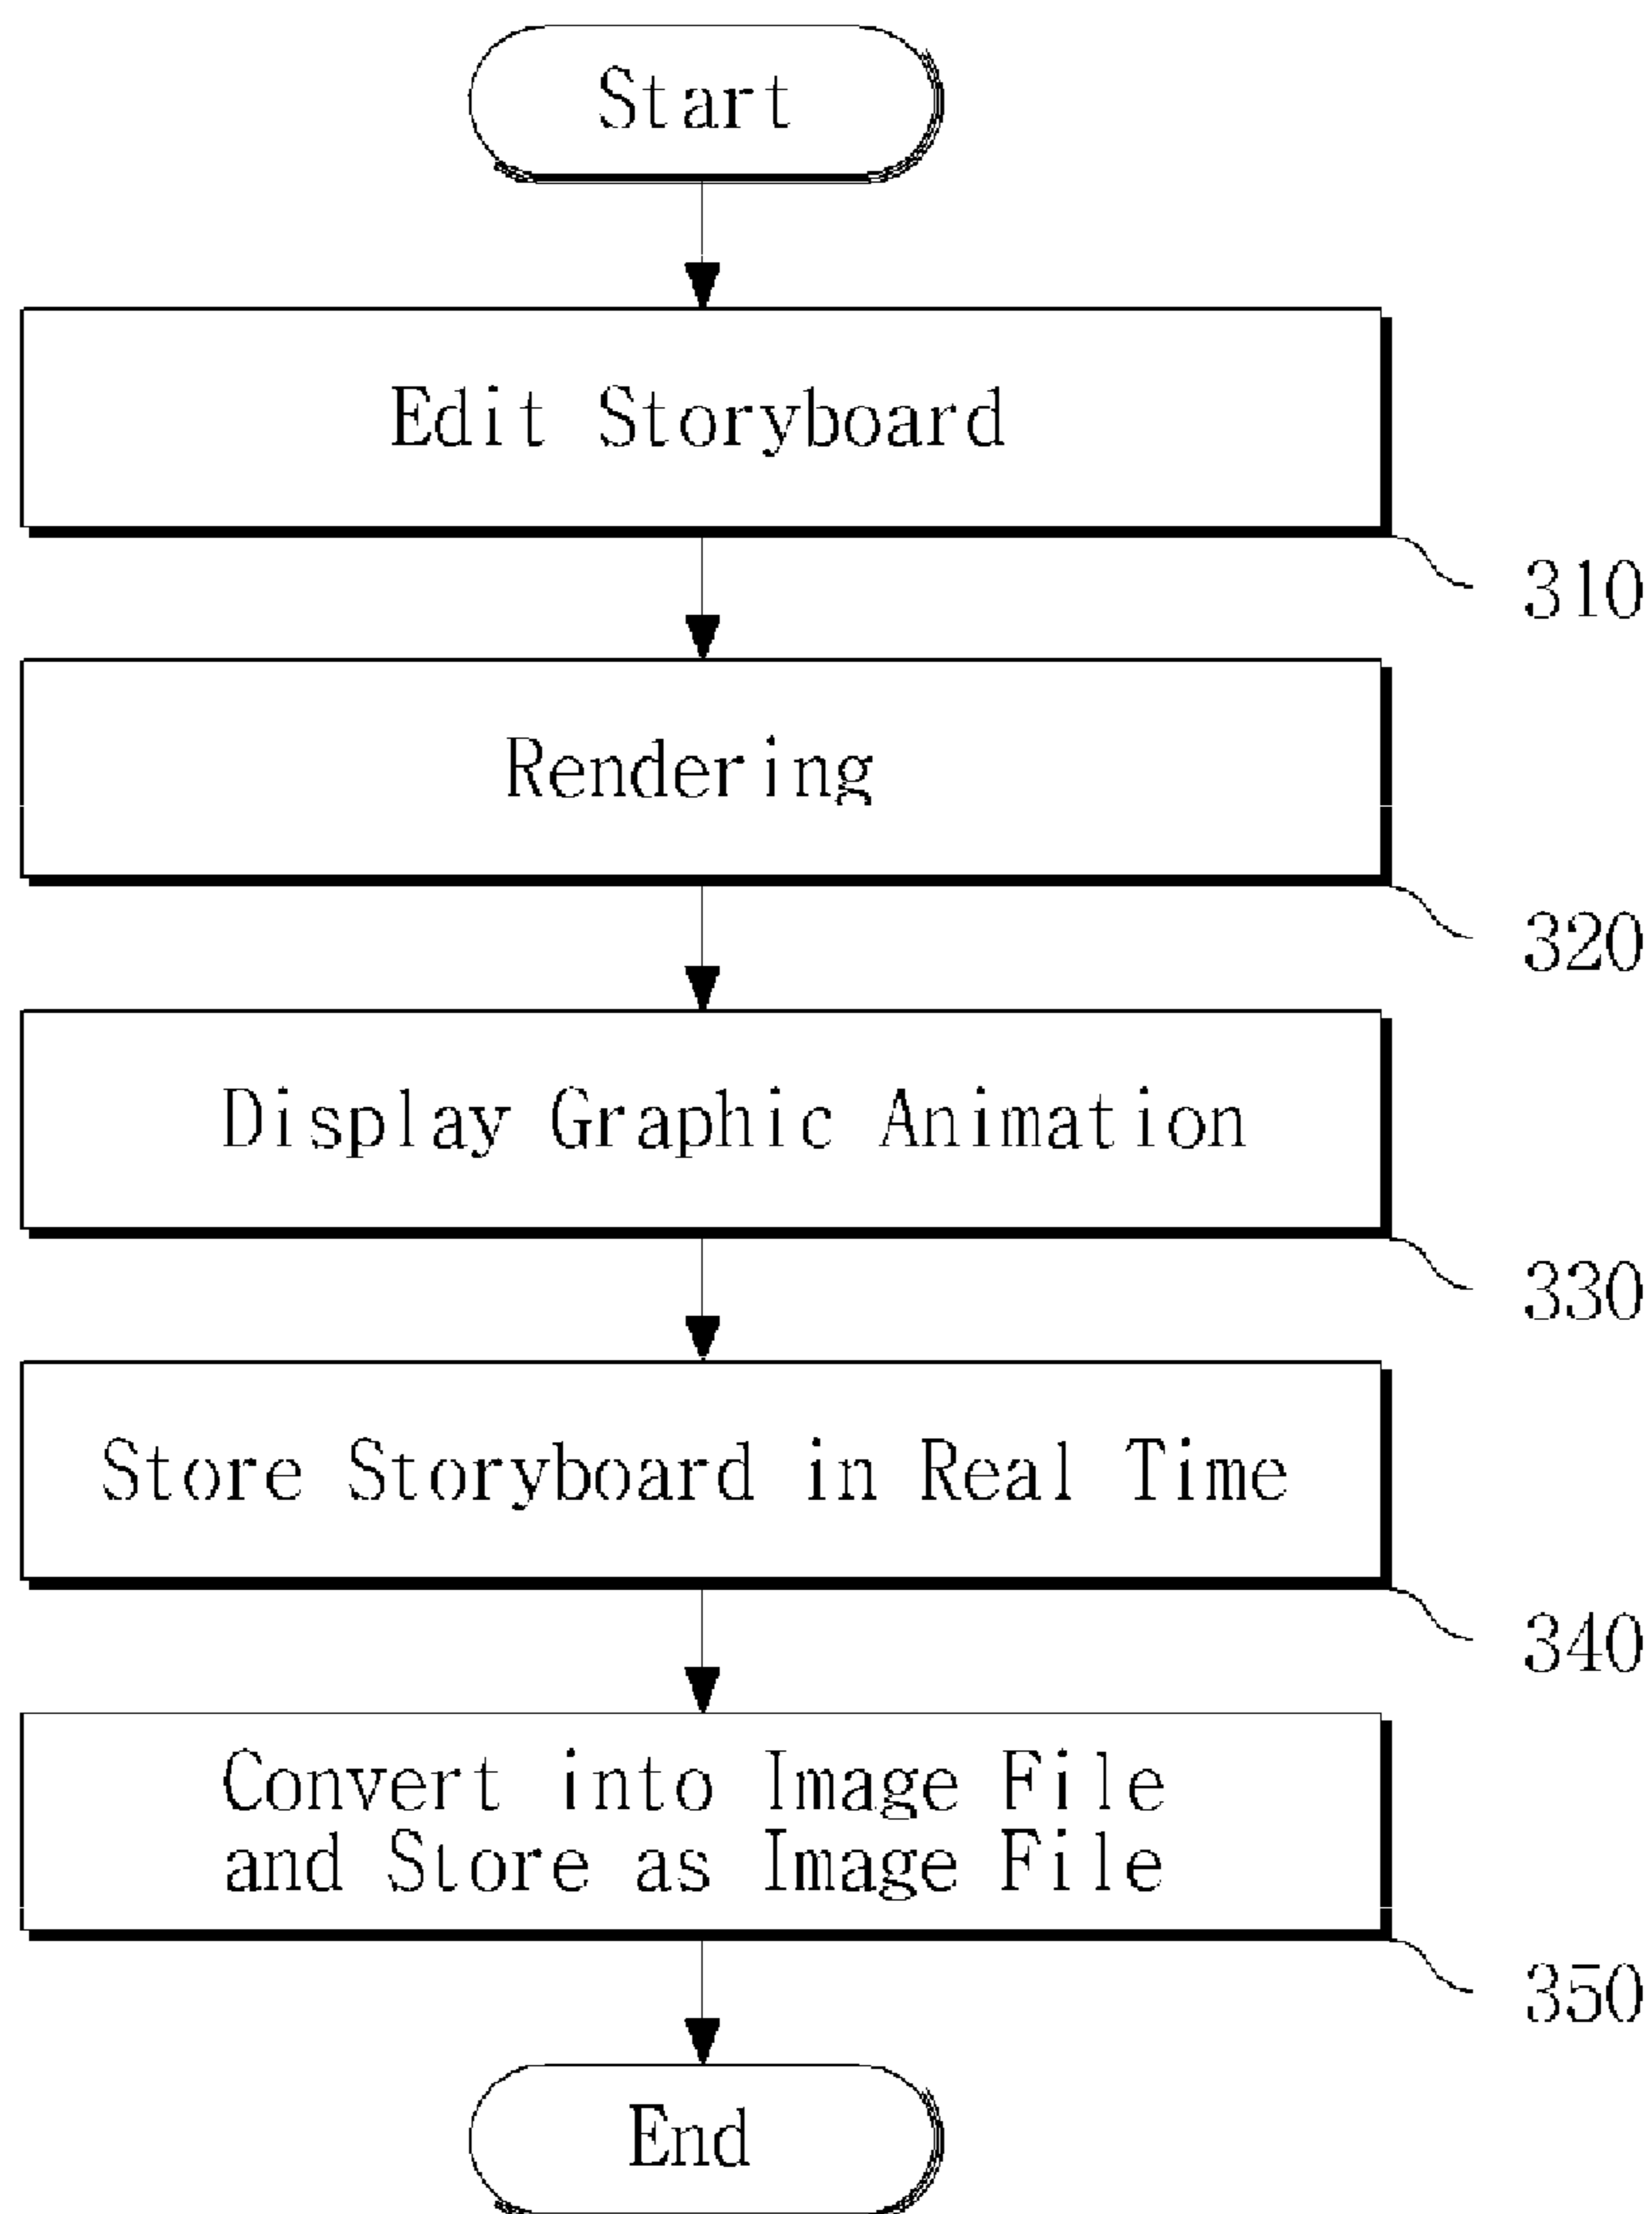 Start
Edit Storyboard
310
Rendering
320
Display Graphic Animation
330
Store Storyboard in Real Time
340
Convert into Image File
and Store as Image File
350
End